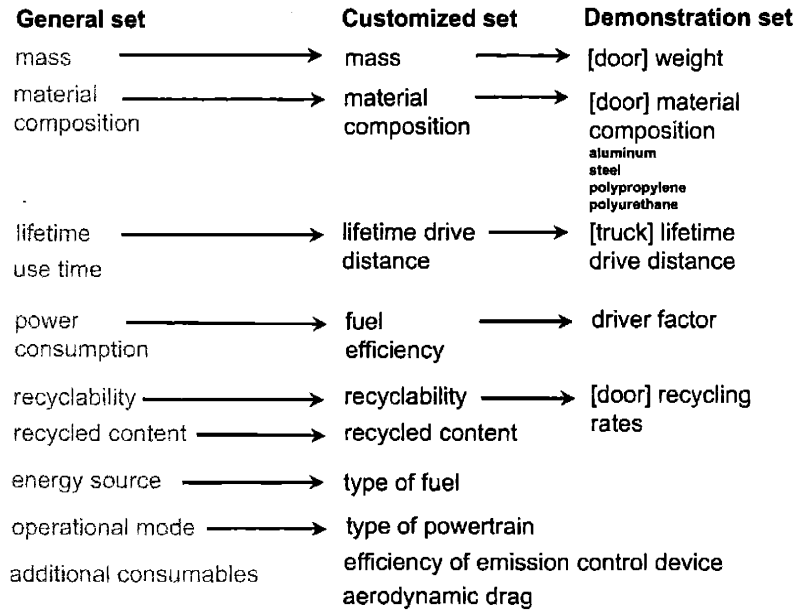 General set Customized set Demonstration set
mass mass [door] weight
material material [door] material
composition composition composition
aluminum
steel
polypropylene
polyurethane
lifetime lifetime drive [truck] lifetime
use time distance drive distance
power fuel driver factor
consumption efficiency
recyclability recyclability [door] recycling
recycled content recycled content rates
energy source type of fuel
operational mode type of powertrain
additional consumables efficiency of emission control device
aerodynamic drag